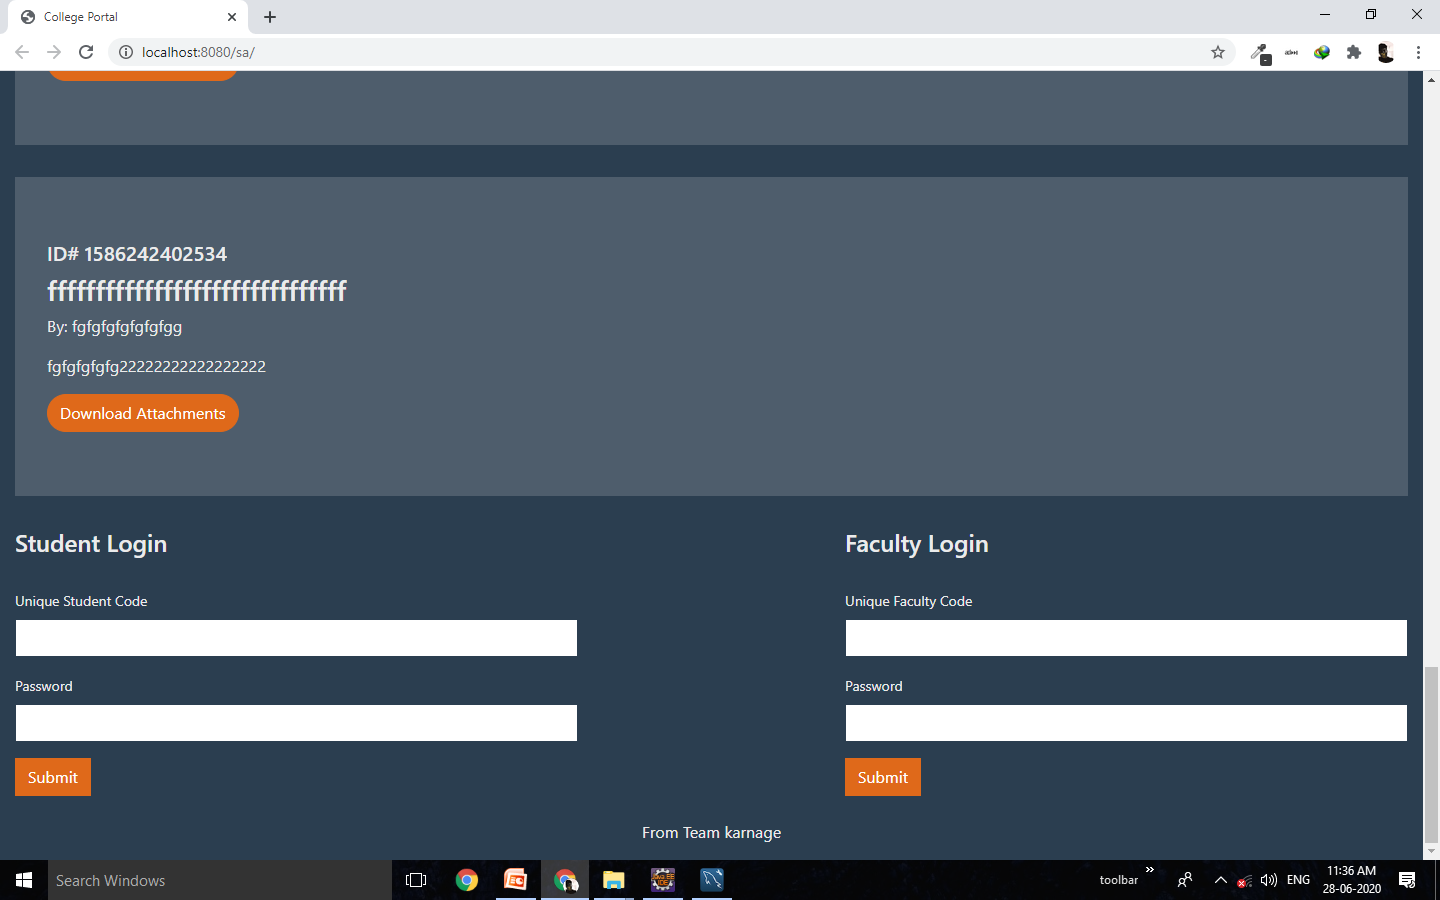 College Portal
localhost:8080/sa/
ID# 1586242402534
fffffffffffffffffffffffffffffff
By: fgfgfgfgfgfgfgg
fgfgfgfgfg22222222222222222
Download Attachments
Student Login
Faculty Login
Unique Student Code
Unique Faculty Code
Password
Password
Submit
Submit
From Team karnage
Search Windows
toolbar
ENG
11:36 AM
28-06-2020